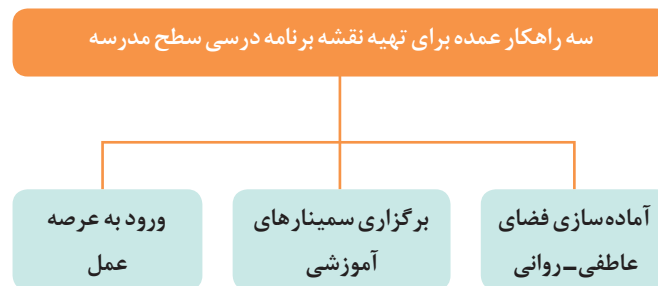 سه راهکار عمده برای تهیه نقشه برنامه درسی سطح مدرسه
آماده‌سازی فضای
عاطفی–روانی
برگزاری سمینارهای
آموزشی
ورود به عرصه
عمل